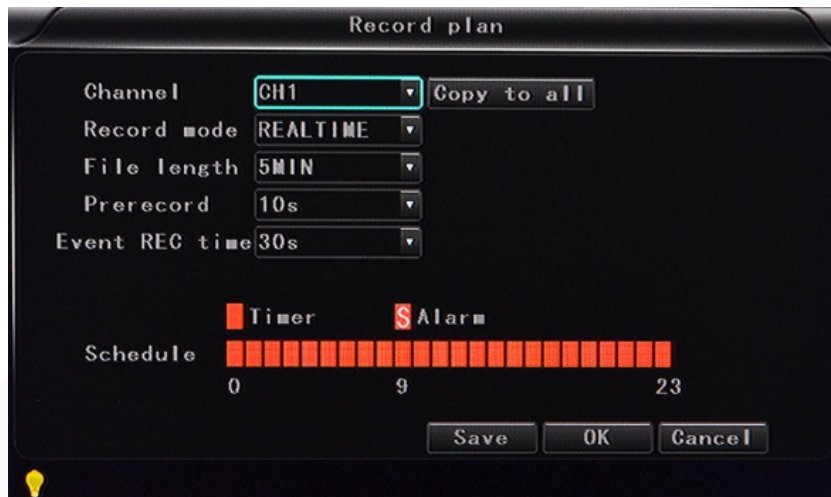 Record plan
Channel CH1 Copy to all
Record mode REALTIME
File length 5MIN
Prerecord 10s
Event REC time 30s
Timer S Alarm
Schedule
0 9 23
Save OK Cancel